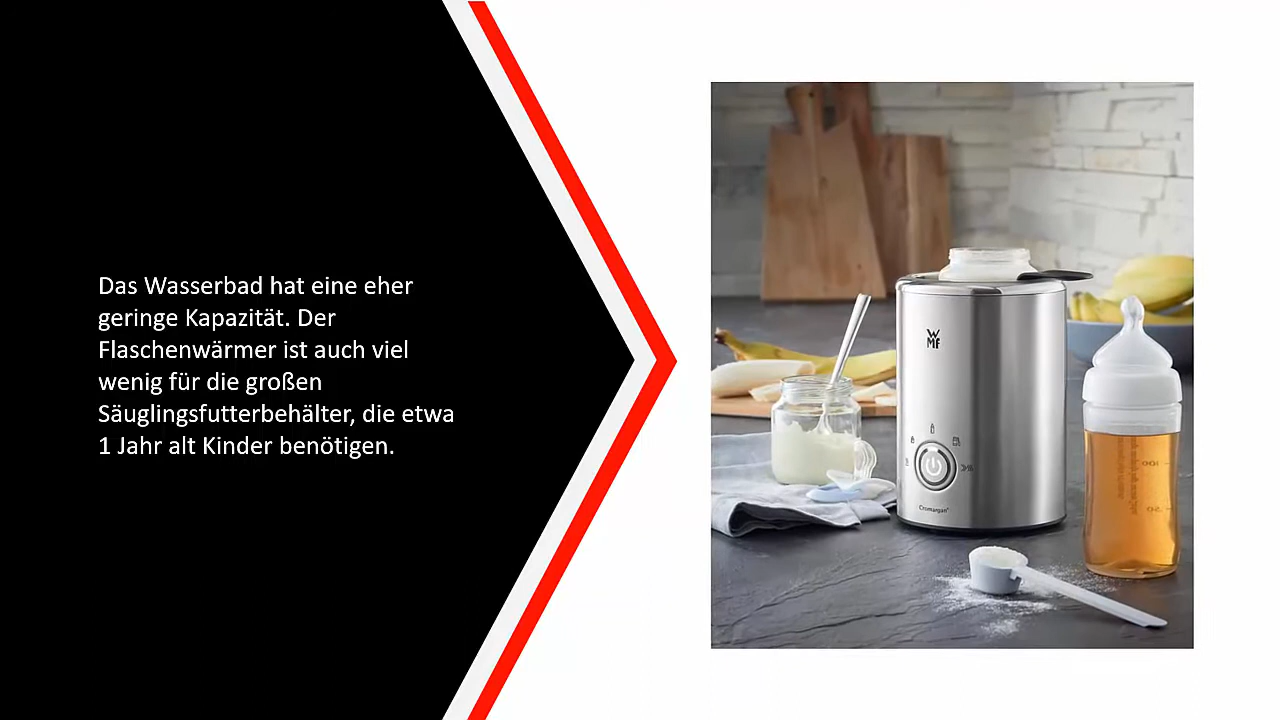 Das Wasserbad hat eine eher
geringe Kapazität. Der
Flaschenwärmer ist auch viel
wenig für die großen
Säuglingsfutterbehälter, die etwa
1 Jahr alt Kinder benötigen.
WMF
Cromargan®